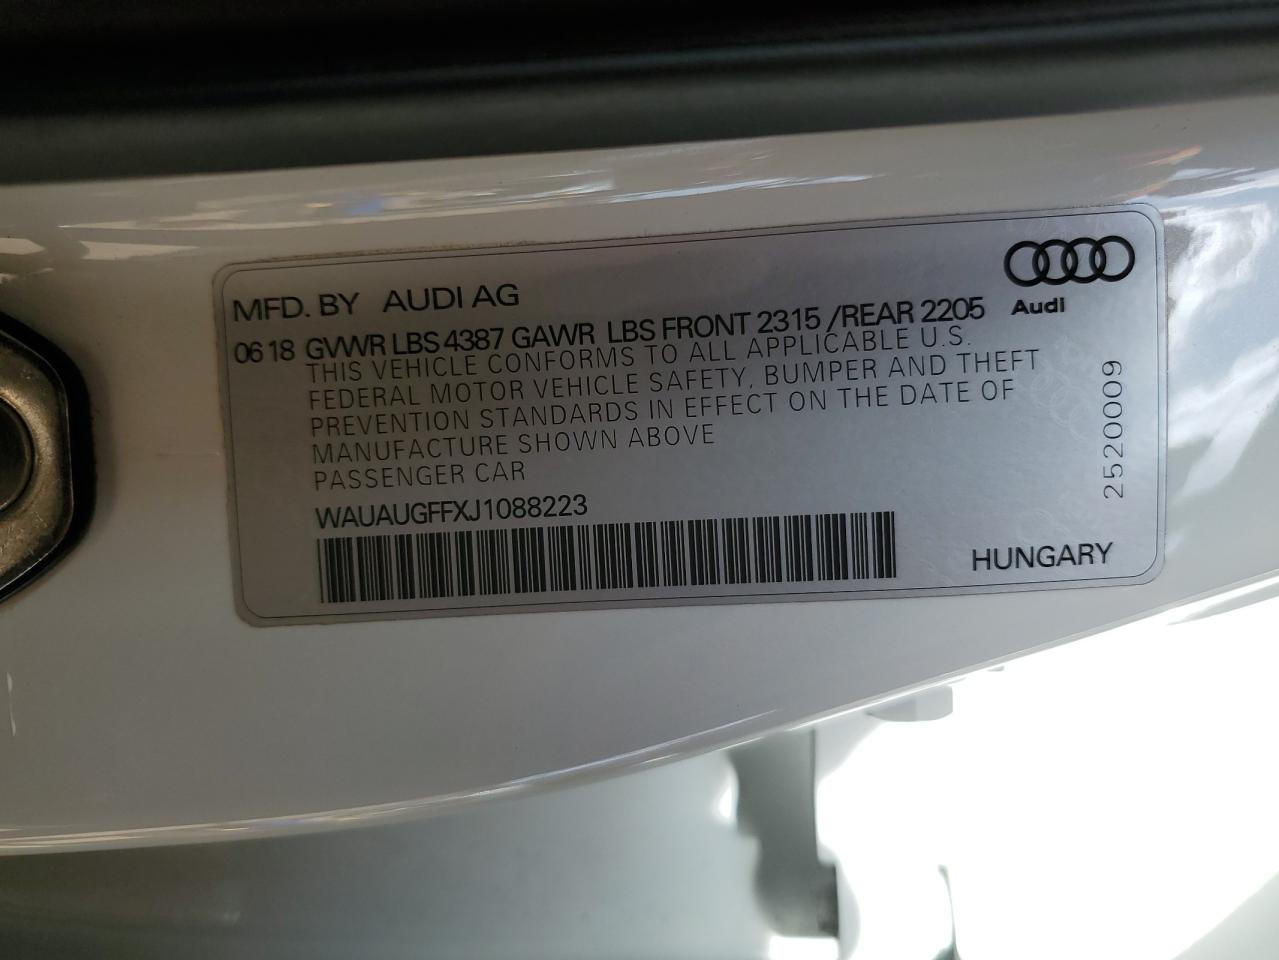 MFD. BY AUDI AG
Audi
06 18 GVWR LBS 4387 GAWR LBS FRONT 2315 /REAR 2205
THIS VEHICLE CONFORMS TO ALL APPLICABLE U.S.
FEDERAL MOTOR VEHICLE SAFETY, BUMPER AND THEFT
PREVENTION STANDARDS IN EFFECT ON THE DATE OF
MANUFACTURE SHOWN ABOVE
PASSENGER CAR
WAUAUGFFXJ1088223
HUNGARY
2520009